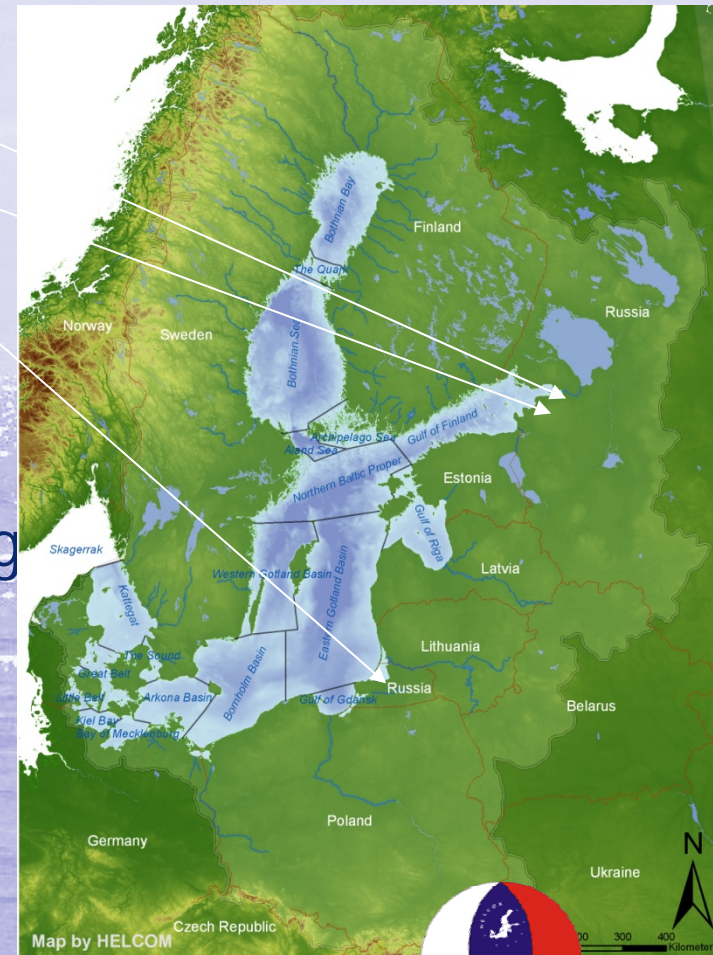 Bothnian Bay
Finland
The Quark
Russia
Norway
Sweden
Bothnian Sea
Archipelago Sea
Åland Sea
Gulf of Finland
Northern Baltic Proper
Estonia
g
Skagerrak
Gulf of Riga
Western Gotland Basin
Eastern Gotland Basin
Latvia
Kattegat
The Sound
Lithuania
Great Belt
Little Belt
Arkona Basin
Bornholm Basin
Gulf of Gdansk
Russia
Belarus
Kiel Bay
Bay of Mecklenburg
Poland
Germany
N
Ukraine
HELCOM
Czech Republic
300 400
Kilometer
Map by HELCOM